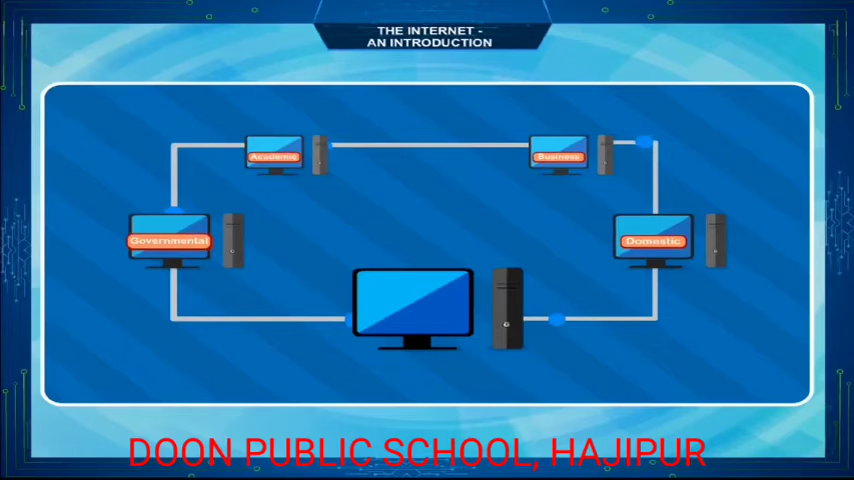 THE INTERNET -
AN INTRODUCTION
Academic
Business
Governmental
Domestic
DOON PUBLIC SCHOOL, HAJIPUR